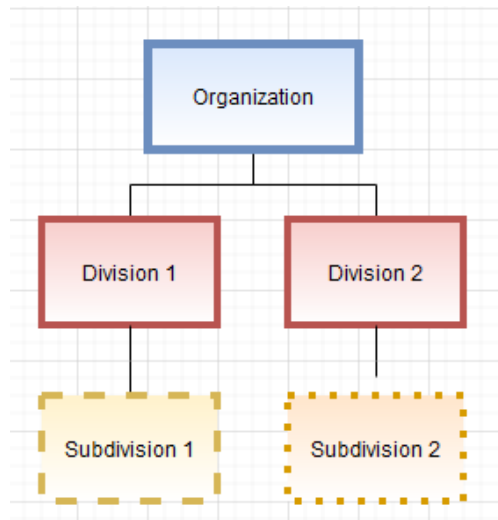 Organization
Division 1
Division 2
Subdivision 1
Subdivision 2